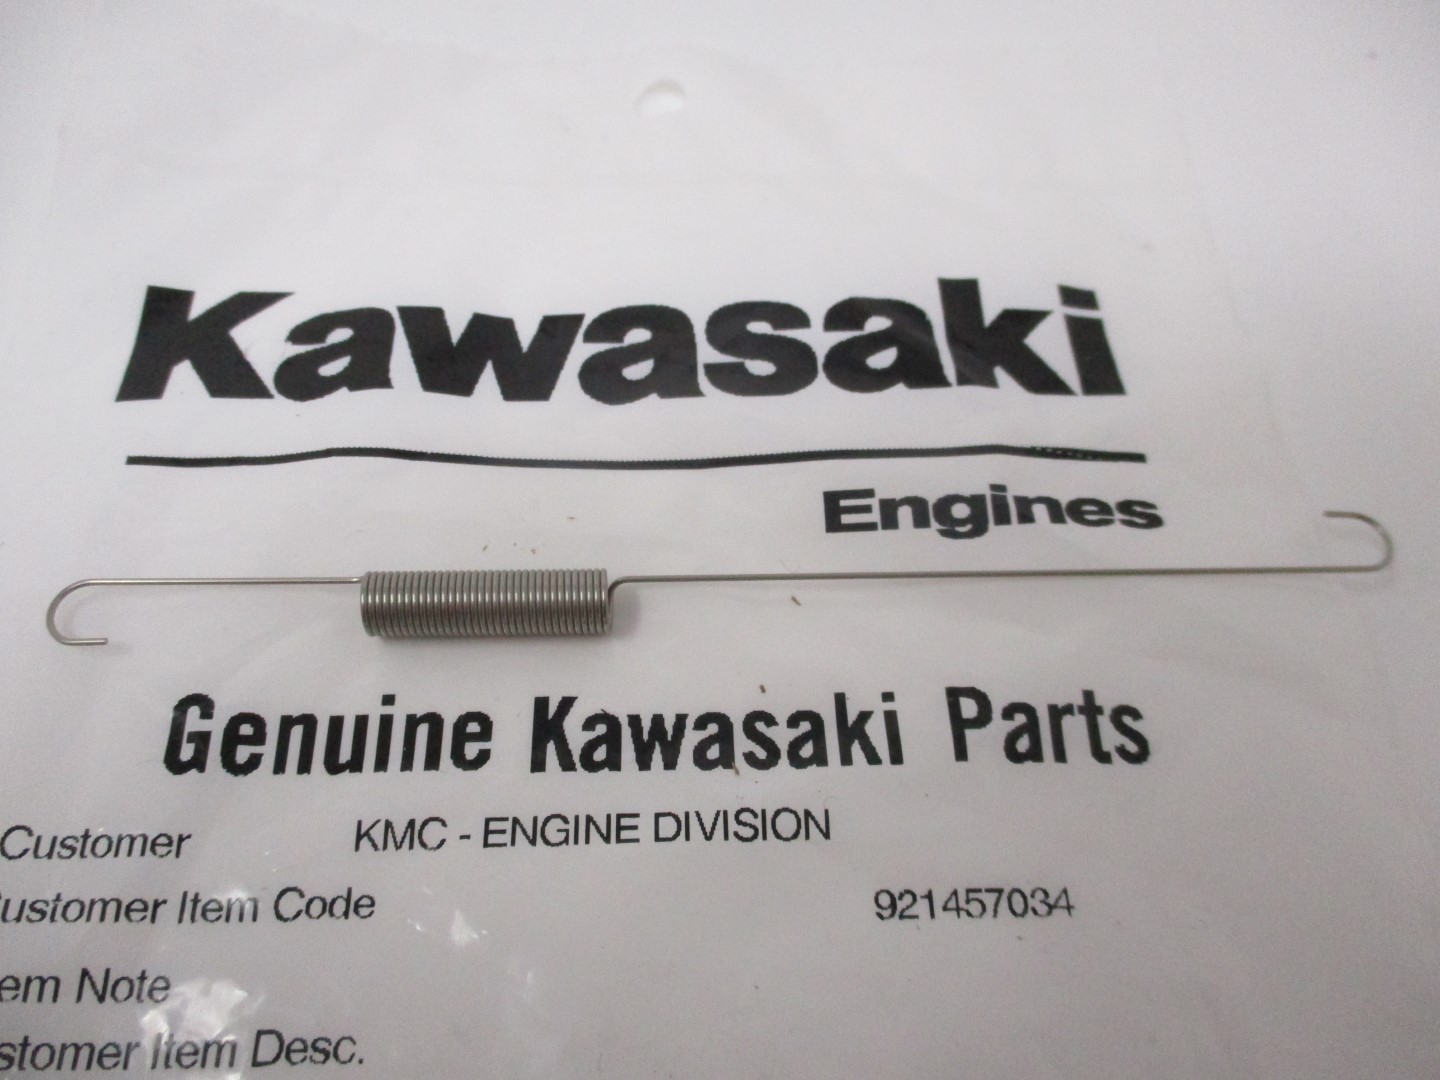 Kawasaki
Engines
Genuine Kawasaki Parts
Customer KMC - ENGINE DIVISION
ustomer Item Code 921457034
em Note
stomer Item Desc.